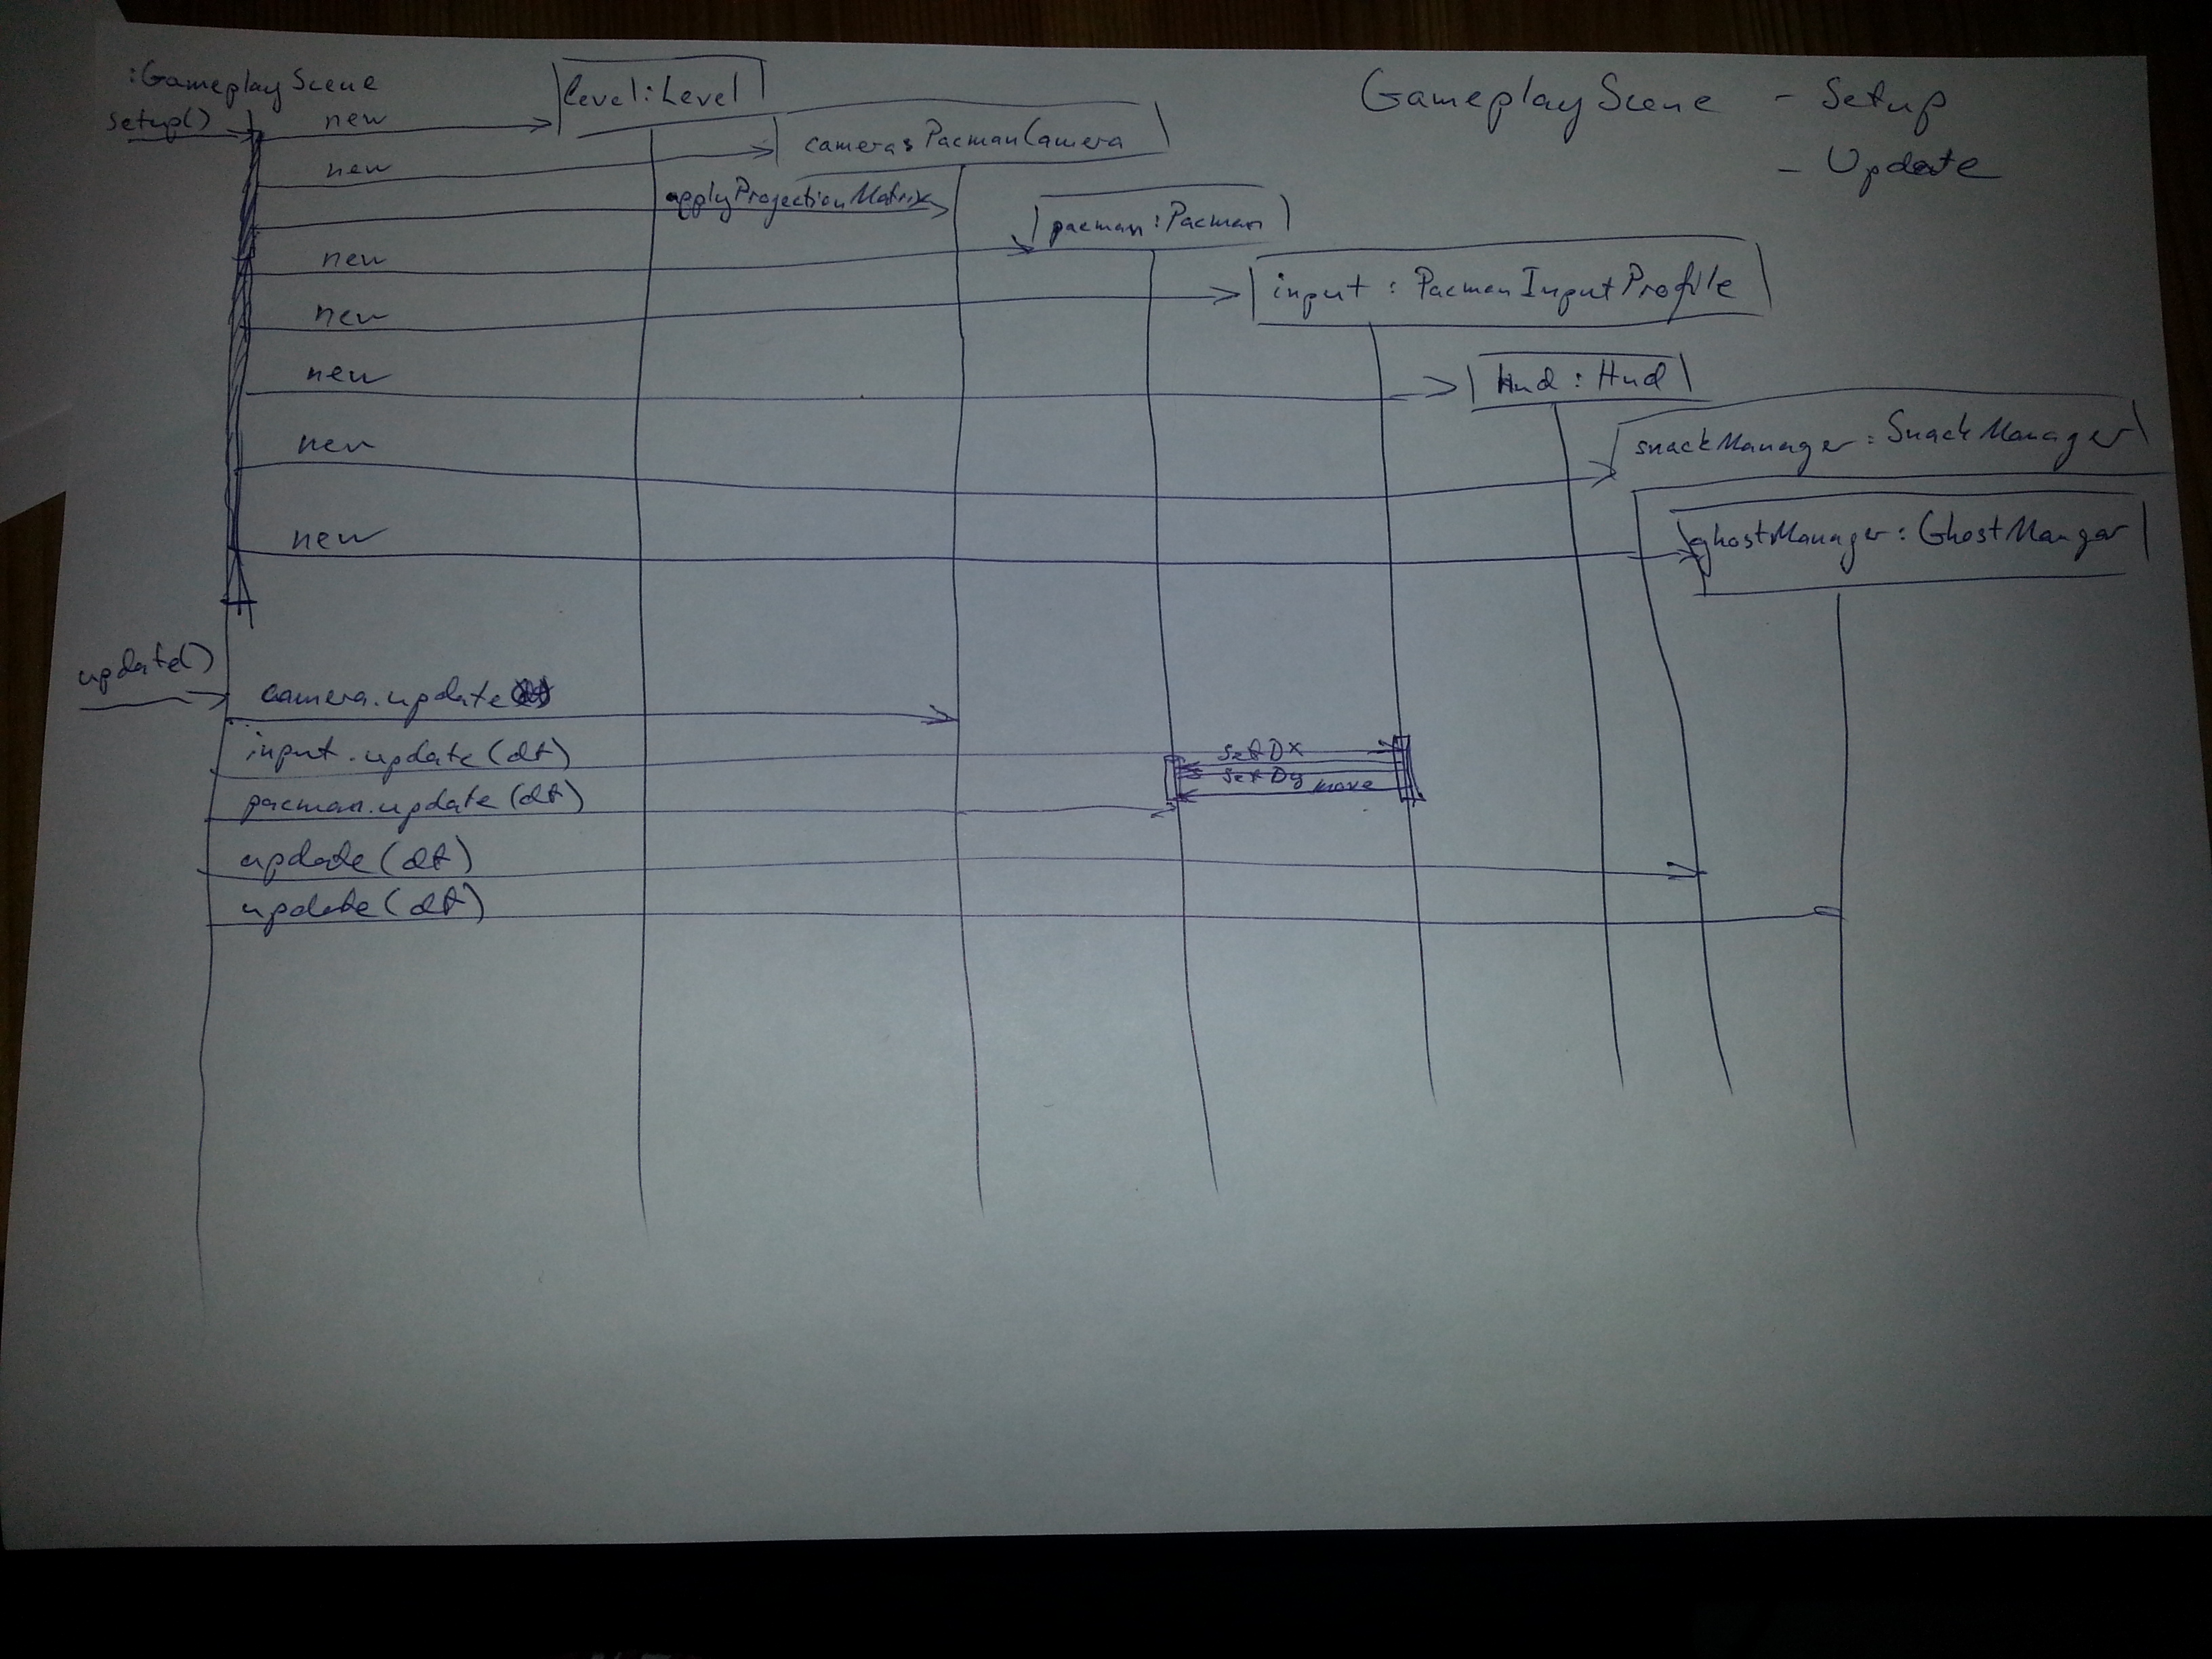 GameplayScene - Setup
- Update
:GameplayScene
setup()
new
level:Level
new
camera:PacmanCamera
applyProjectionMatrix
new
pacman:Pacman
new
input:PacmanInputProfile
new
Hud:Hud
new
snackManager:SnackManager
new
ghostManager:GhostManger
update()
camera.update
input.update(dt)
setDx
setDy
pacman.update(dt)
move
update(dt)
update(dt)